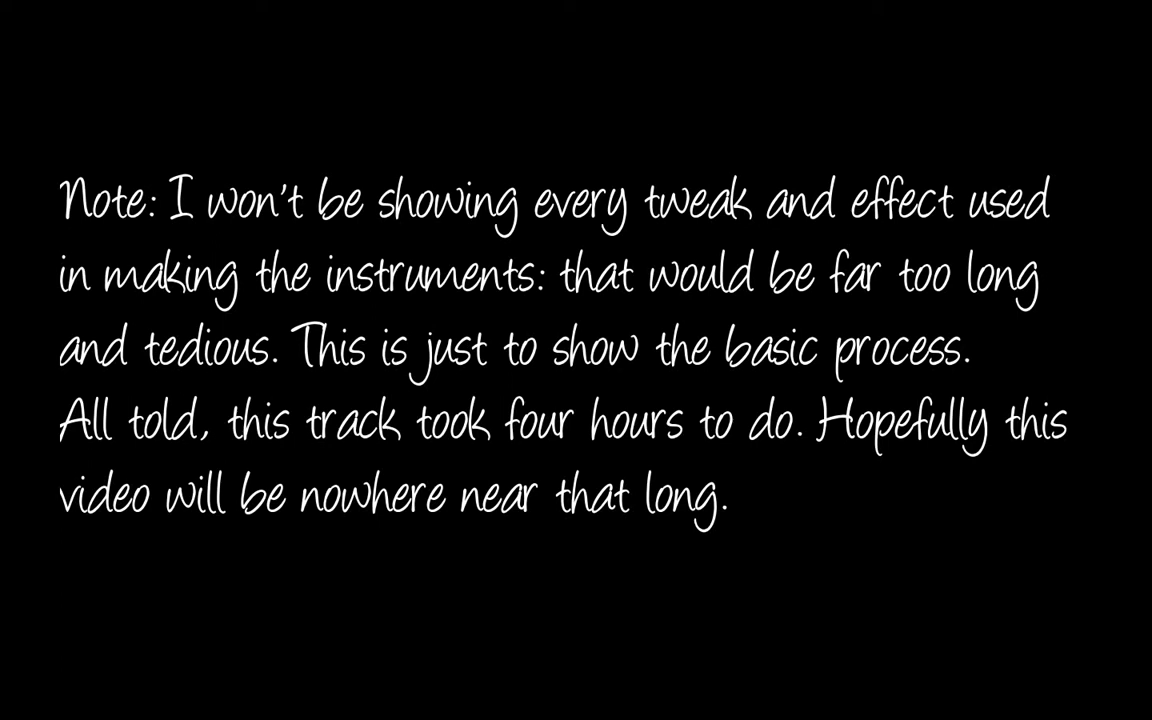 Note: I won't be showing every tweak and effect used
in making the instruments: that would be far too long
and tedious. This is just to show the basic process.
All told, this track took four hours to do. Hopefully this
video will be nowhere near that long.